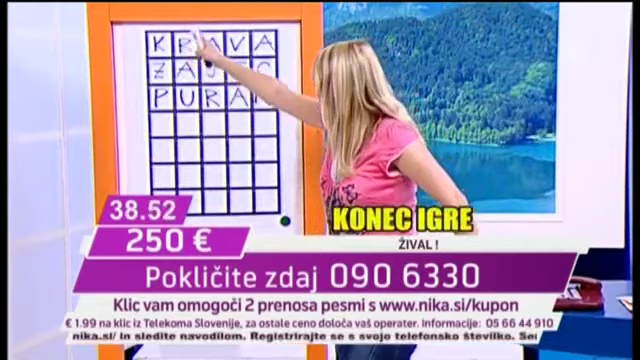 KRAVA
ZAJEC
PURAN
38.52
250 €
KONEC IGRE
ŽIVAL !
Pokličite zdaj 090 6330
Klic vam omogoči 2 prenosa pesmi s www.nika.si/kupon
€ 1.99 na klic iz Telekoma Slovenije, za ostale ceno določa vaš operater. Informacije: 05 66 44 910
nika.si/ in sledite navodilom. Registrirajte se s svojo telefonsko številko.